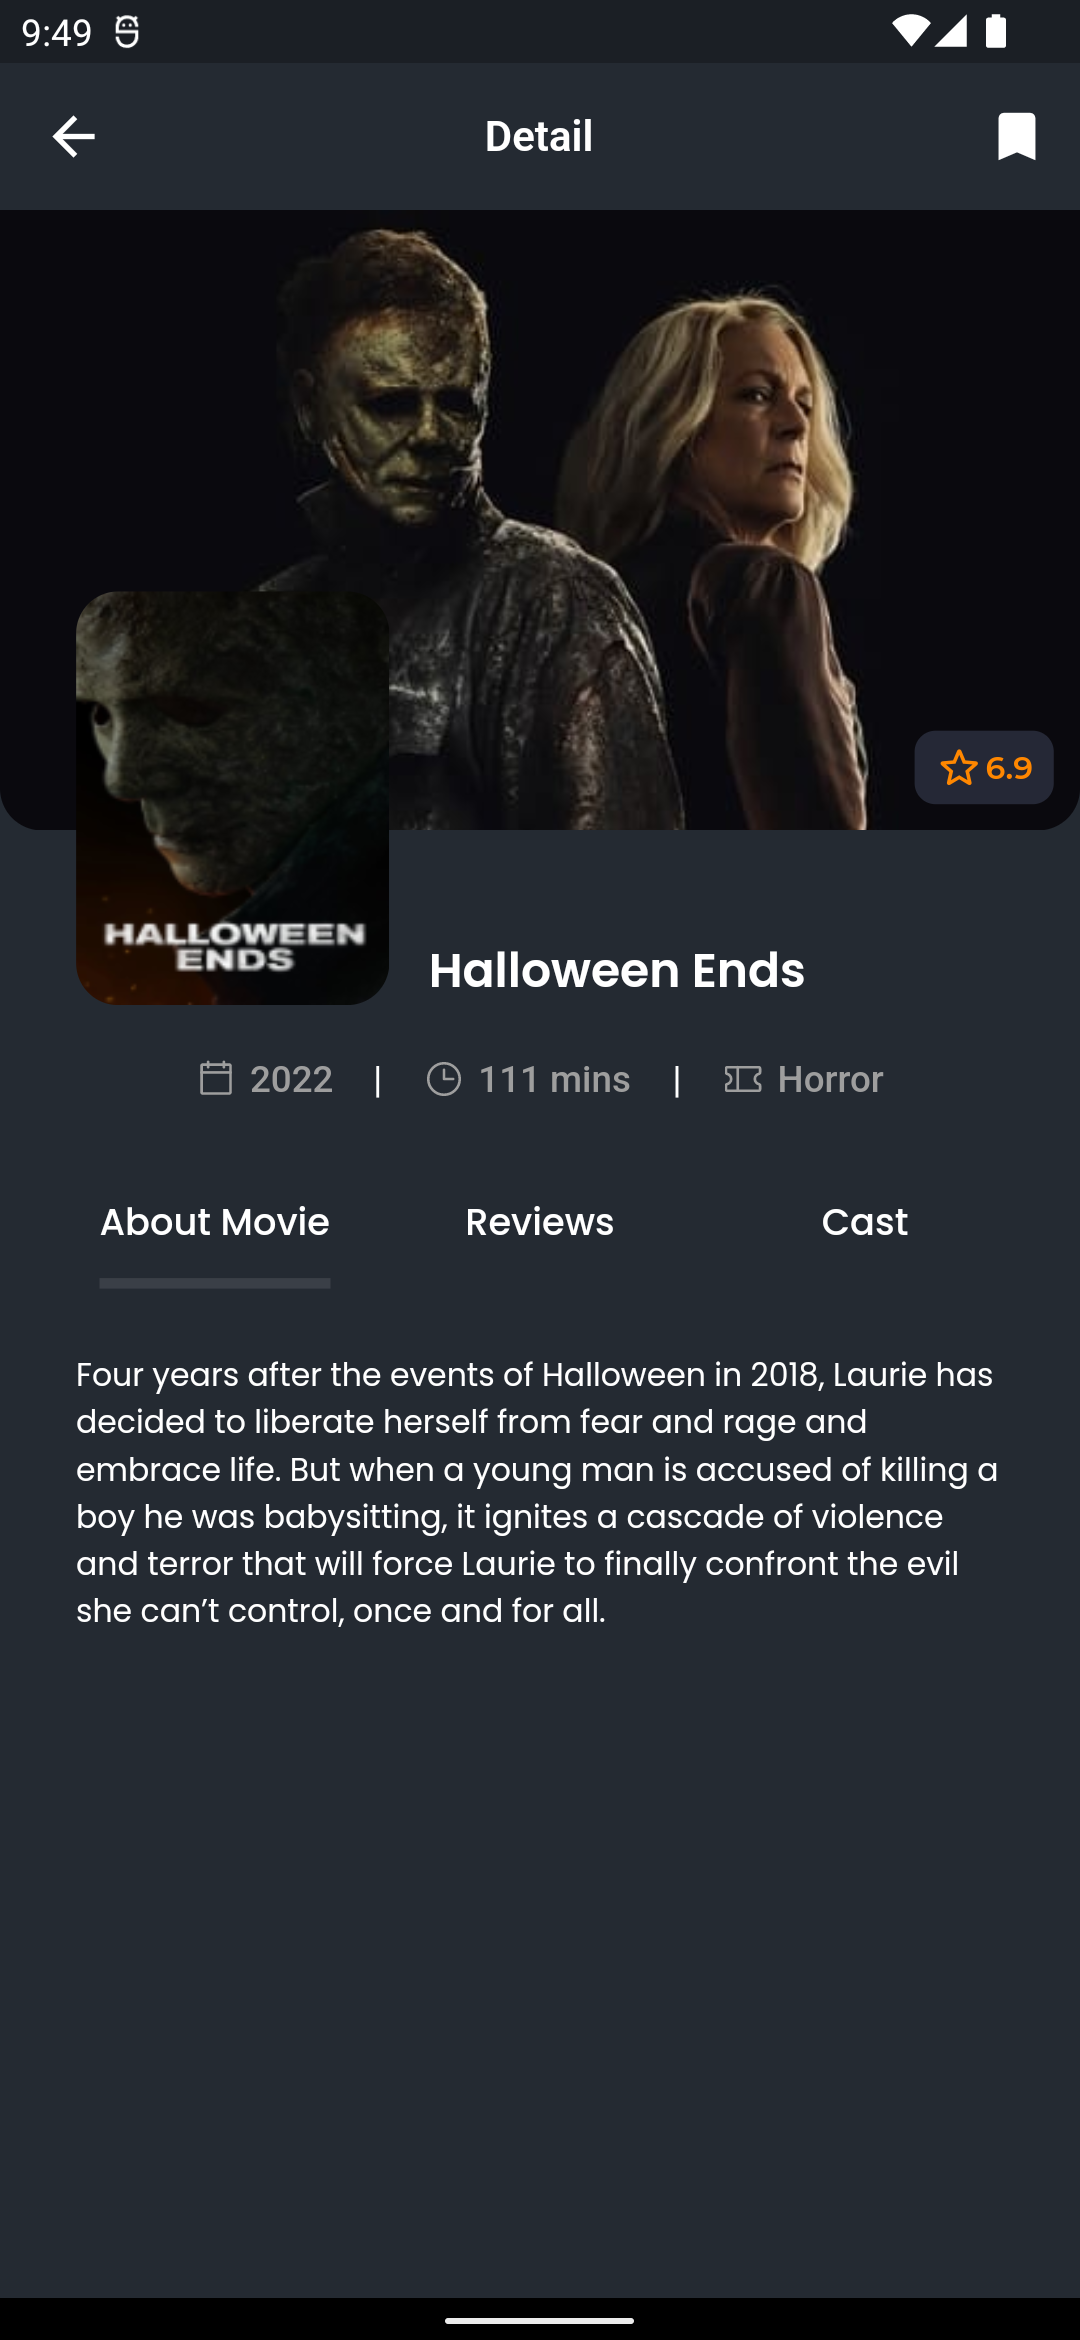 9:49
Detail
6.9
HALLOWEEN
ENDS
Halloween Ends
2022 | 111 mins | Horror
About Movie Reviews Cast
Four years after the events of Halloween in 2018, Laurie has
decided to liberate herself from fear and rage and
embrace life. But when a young man is accused of killing a
boy he was babysitting, it ignites a cascade of violence
and terror that will force Laurie to finally confront the evil
she can’t control, once and for all.